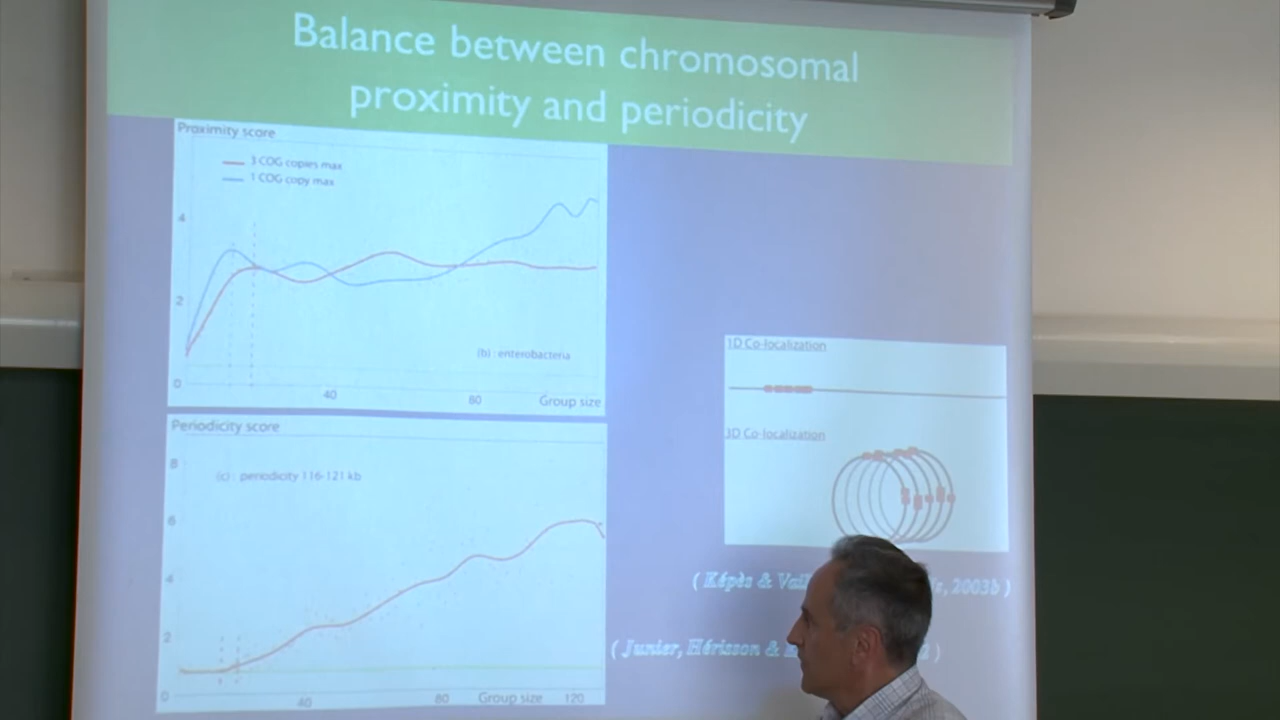 Balance between chromosomal
proximity and periodicity
Proximity score
3 COG copies max
1 COG copy max
4
2
0
(b) : enterobacteria
40
80
Group size
Periodicity score
8
(c) : periodicity 116-121 kb
6
4
2
0
40
80
Group size
120
1D Co-localization
3D Co-localization
( Képès & 2003b )
( Junier, Hérisson & )